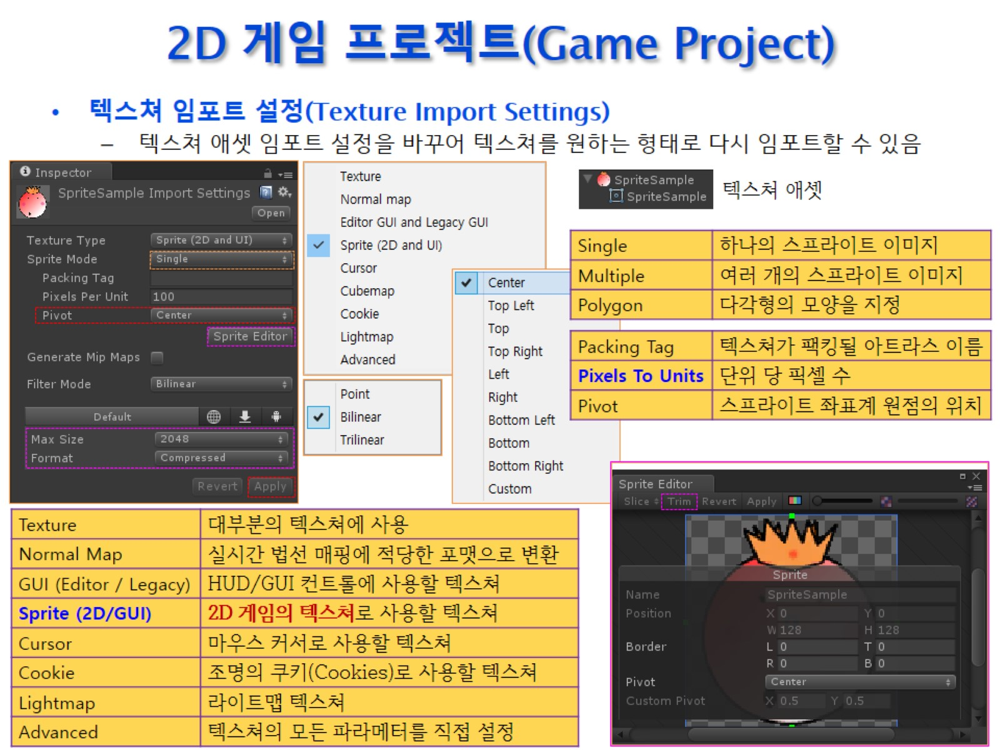 2D 게임 프로젝트(Game Project)
• 텍스쳐 임포트 설정(Texture Import Settings)
– 텍스쳐 애셋 임포트 설정을 바꾸어 텍스쳐를 원하는 형태로 다시 임포트할 수 있음
Inspector
SpriteSample Import Settings
Open
Texture Type Sprite (2D and UI)
Sprite Mode Single
Packing Tag
Pixels Per Unit 100
Pivot Center
Sprite Editor
Generate Mip Maps
Filter Mode Bilinear
Default
Max Size 2048
Format Compressed
Revert Apply
Texture
Normal map
Editor GUI and Legacy GUI
Sprite (2D and UI)
Cursor
Cubemap
Cookie
Lightmap
Advanced
Point
Bilinear
Trilinear
Center
Top Left
Top
Top Right
Left
Right
Bottom Left
Bottom
Bottom Right
Custom
SpriteSample
SpriteSample
텍스쳐 애셋
Single 하나의 스프라이트 이미지
Multiple 여러 개의 스프라이트 이미지
Polygon 다각형의 모양을 지정
Packing Tag 텍스쳐가 팩킹될 아트라스 이름
Pixels To Units 단위 당 픽셀 수
Pivot 스프라이트 좌표계 원점의 위치
Texture 대부분의 텍스쳐에 사용
Normal Map 실시간 법선 매핑에 적당한 포맷으로 변환
GUI (Editor / Legacy) HUD/GUI 컨트롤에 사용할 텍스쳐
Sprite (2D/GUI) 2D 게임의 텍스쳐로 사용할 텍스쳐
Cursor 마우스 커서로 사용할 텍스쳐
Cookie 조명의 쿠키(Cookies)로 사용할 텍스쳐
Lightmap 라이트맵 텍스쳐
Advanced 텍스쳐의 모든 파라메터를 직접 설정
Sprite Editor
Slice Trim Revert Apply
Sprite
Name SpriteSample
Position X 0 Y 0
W 128 H 128
Border L 0 T 0
R 0 B 0
Pivot Center
Custom Pivot X 0.5 Y 0.5